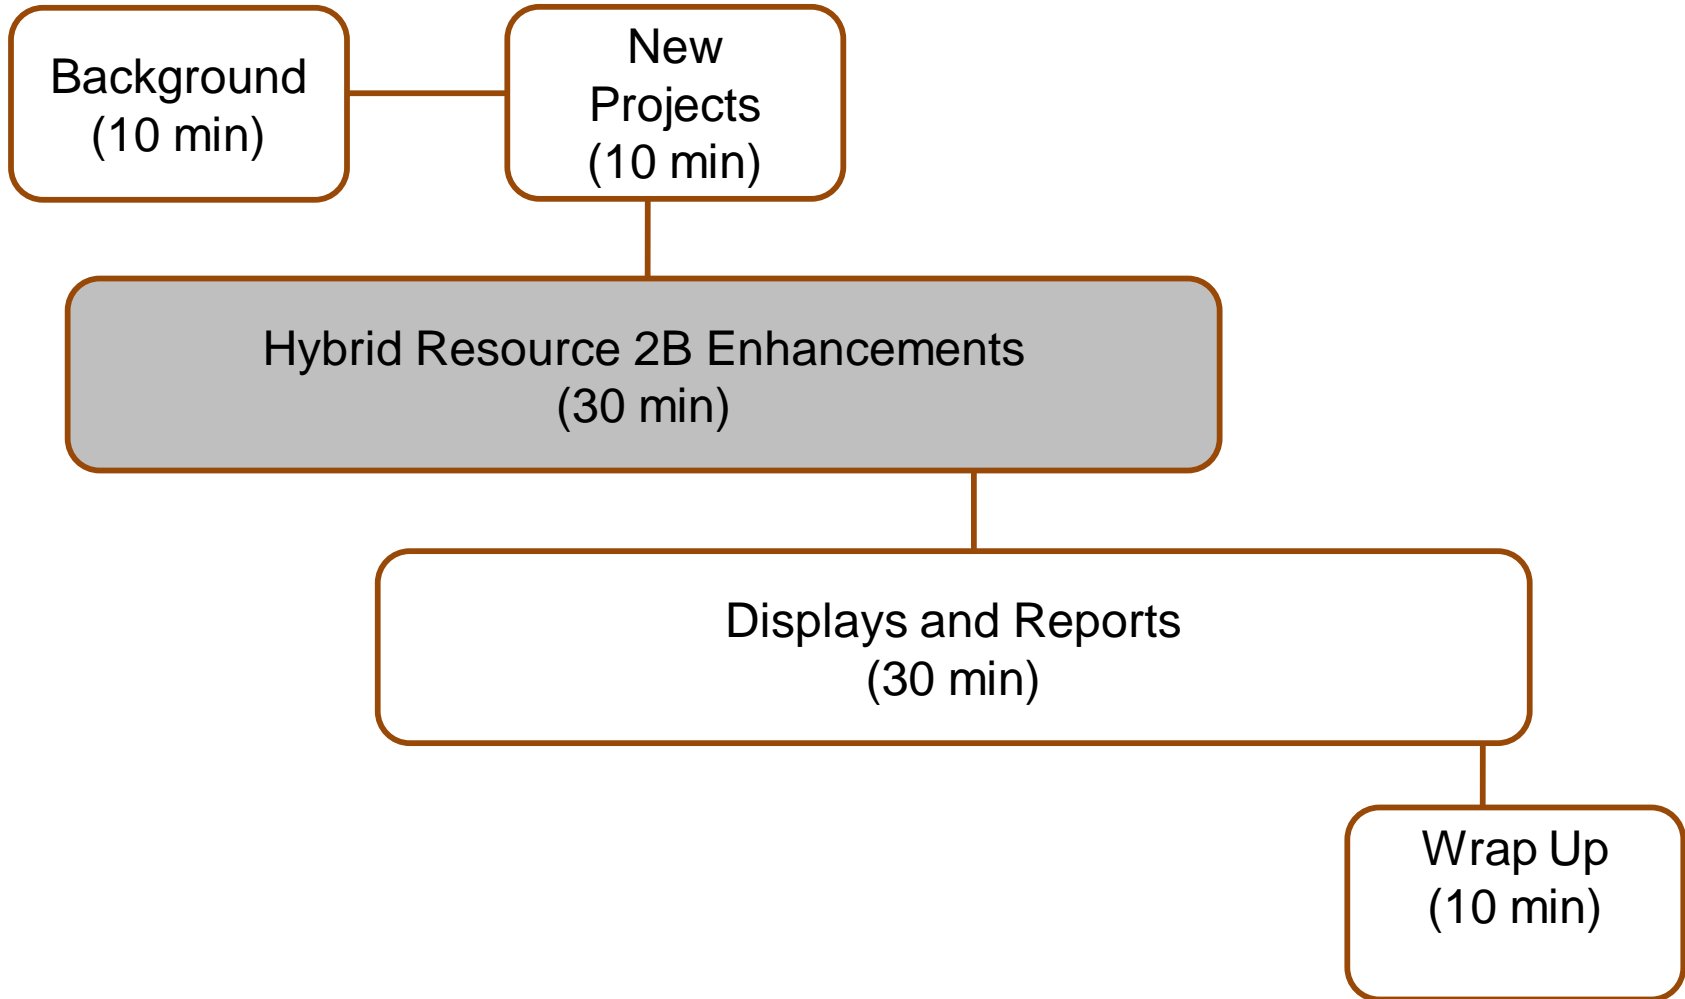 Background
(10 min)
New
Projects
(10 min)
Hybrid Resource 2B Enhancements
(30 min)
Displays and Reports
(30 min)
Wrap Up
(10 min)